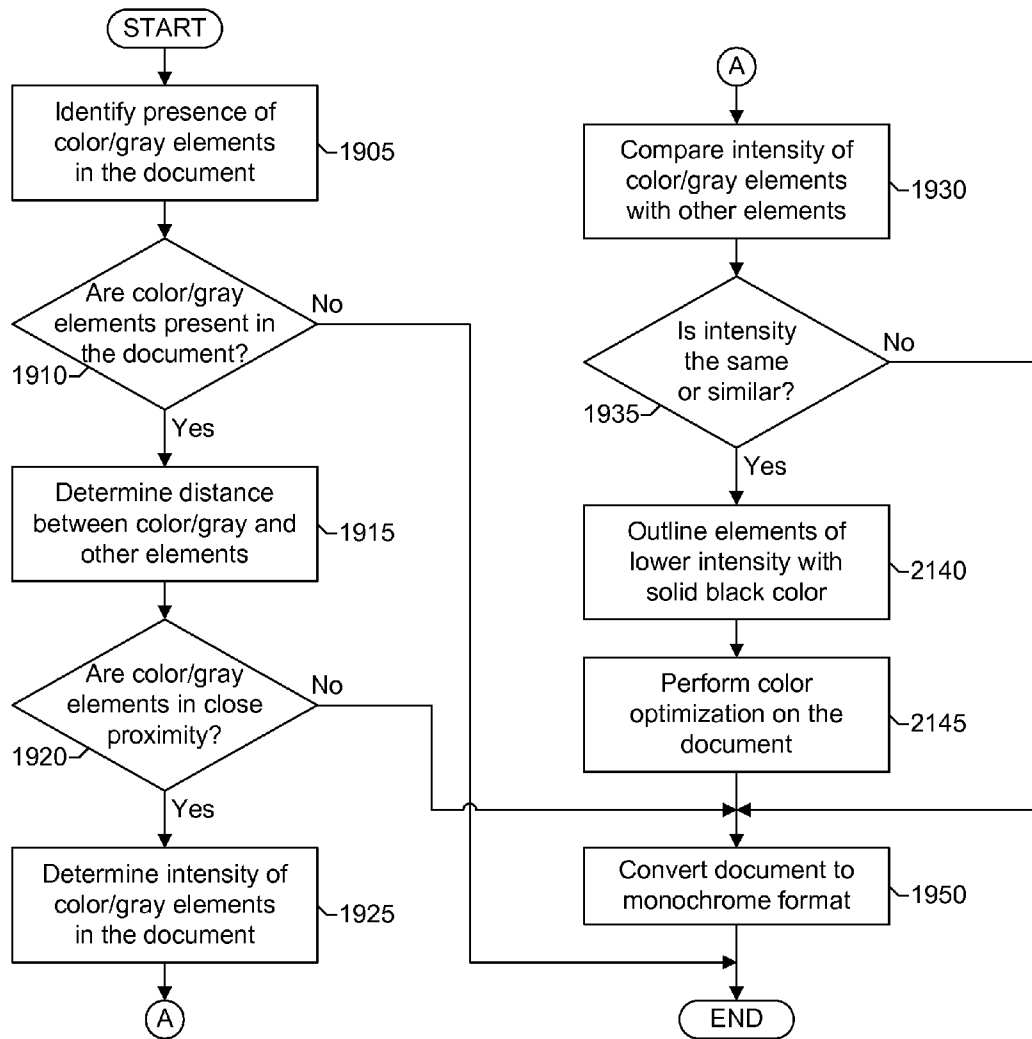 START
Identify presence of
color/gray elements
in the document
1905
Are color/gray
elements present in
the document?
No
1910
Yes
Determine distance
between color/gray and
other elements
1915
Are color/gray
elements in close
proximity?
No
1920
Yes
Determine intensity of
color/gray elements
in the document
1925
A
A
Compare intensity of
color/gray elements
with other elements
1930
Is intensity
the same
or similar?
No
1935
Yes
Outline elements of
lower intensity with
solid black color
2140
Perform color
optimization on the
document
2145
Convert document to
monochrome format
1950
END